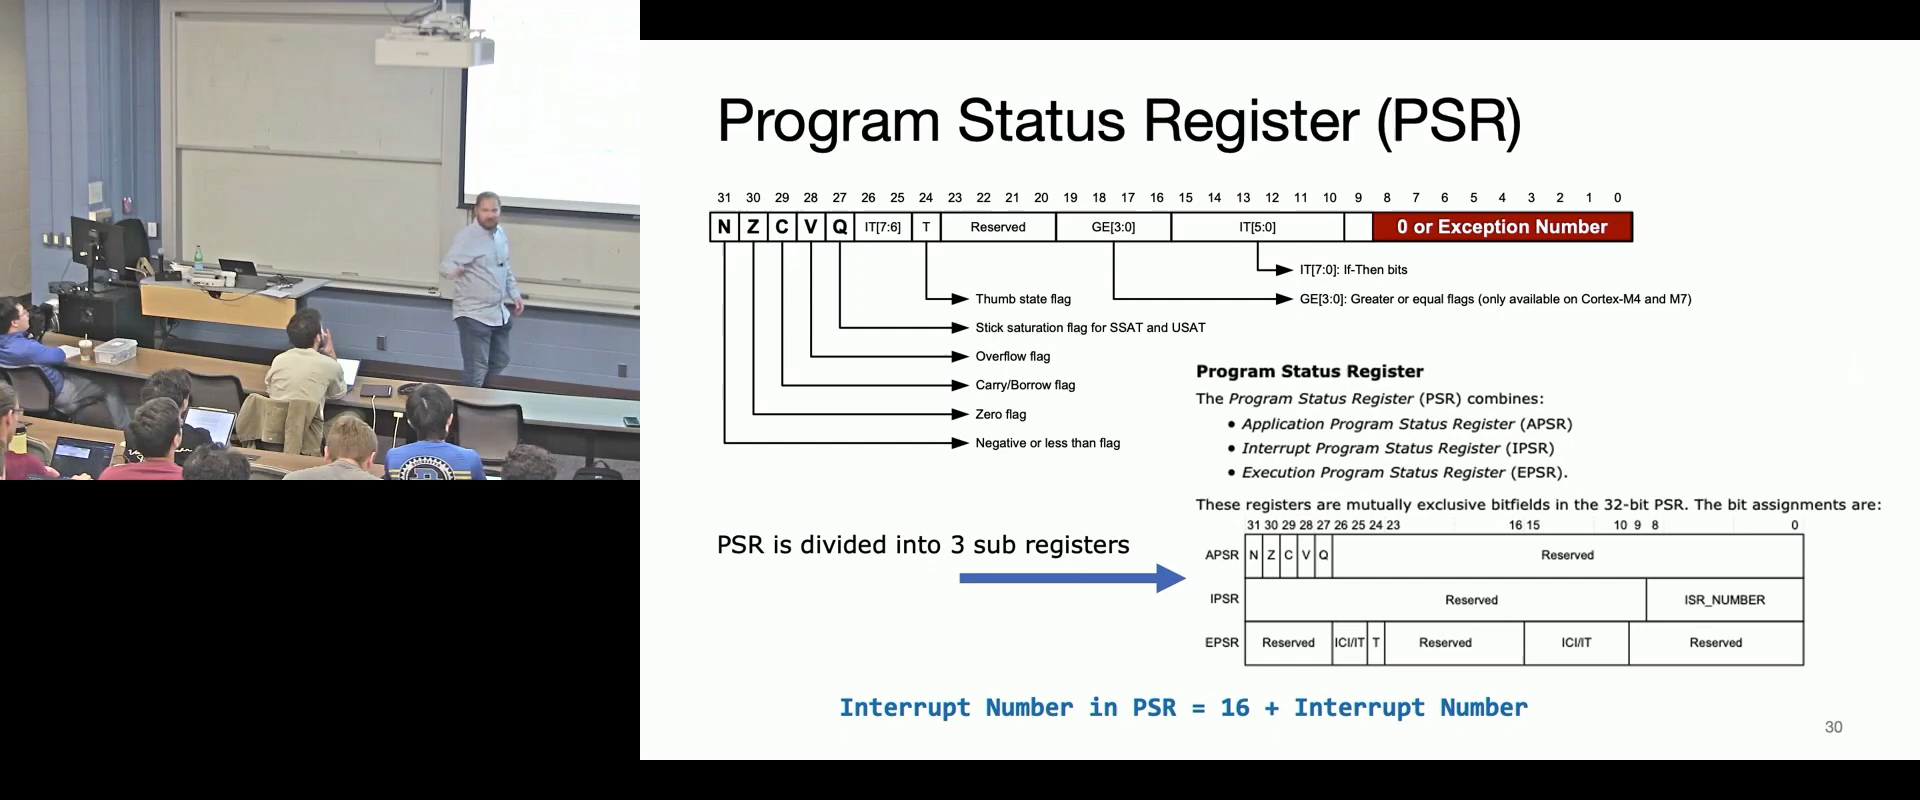 Program Status Register (PSR)
31 30 29 28 27 26 25 24 23 22 21 20 19 18 17 16 15 14 13 12 11 10 9 8 7 6 5 4 3 2 1 0
N Z C V Q IT[7:6] T Reserved GE[3:0] IT[5:0] 0 or Exception Number
IT[7:0]: If-Then bits
Thumb state flag
GE[3:0]: Greater or equal flags (only available on Cortex-M4 and M7)
Stick saturation flag for SSAT and USAT
Overflow flag
Carry/Borrow flag
Zero flag
Negative or less than flag
Program Status Register
The Program Status Register (PSR) combines:
• Application Program Status Register (APSR)
• Interrupt Program Status Register (IPSR)
• Execution Program Status Register (EPSR).
These registers are mutually exclusive bitfields in the 32-bit PSR. The bit assignments are:
PSR is divided into 3 sub registers
31 30 29 28 27 26 25 24 23 16 15 10 9 8 0
APSR N Z C V Q Reserved
IPSR Reserved ISR_NUMBER
EPSR Reserved ICI/IT T Reserved ICI/IT Reserved
Interrupt Number in PSR = 16 + Interrupt Number
30